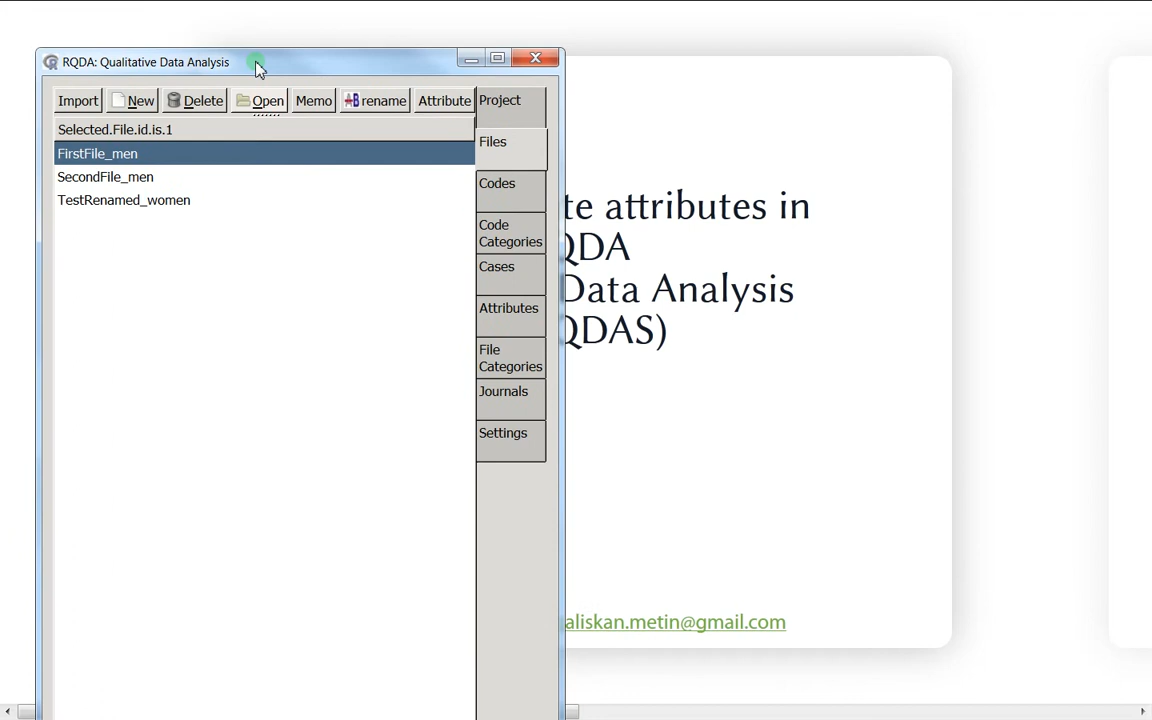 RQDA: Qualitative Data Analysis
Import
New
Delete
Open
Memo
rename
Attribute
Project
Selected.File.id.is.1
FirstFile_men
SecondFile_men
TestRenamed_women
Files
Codes
Code
Categories
Cases
Attributes
File
Categories
Journals
Settings
te attributes in
QDA
Data Analysis
QDAS)
aliskan.metin@gmail.com